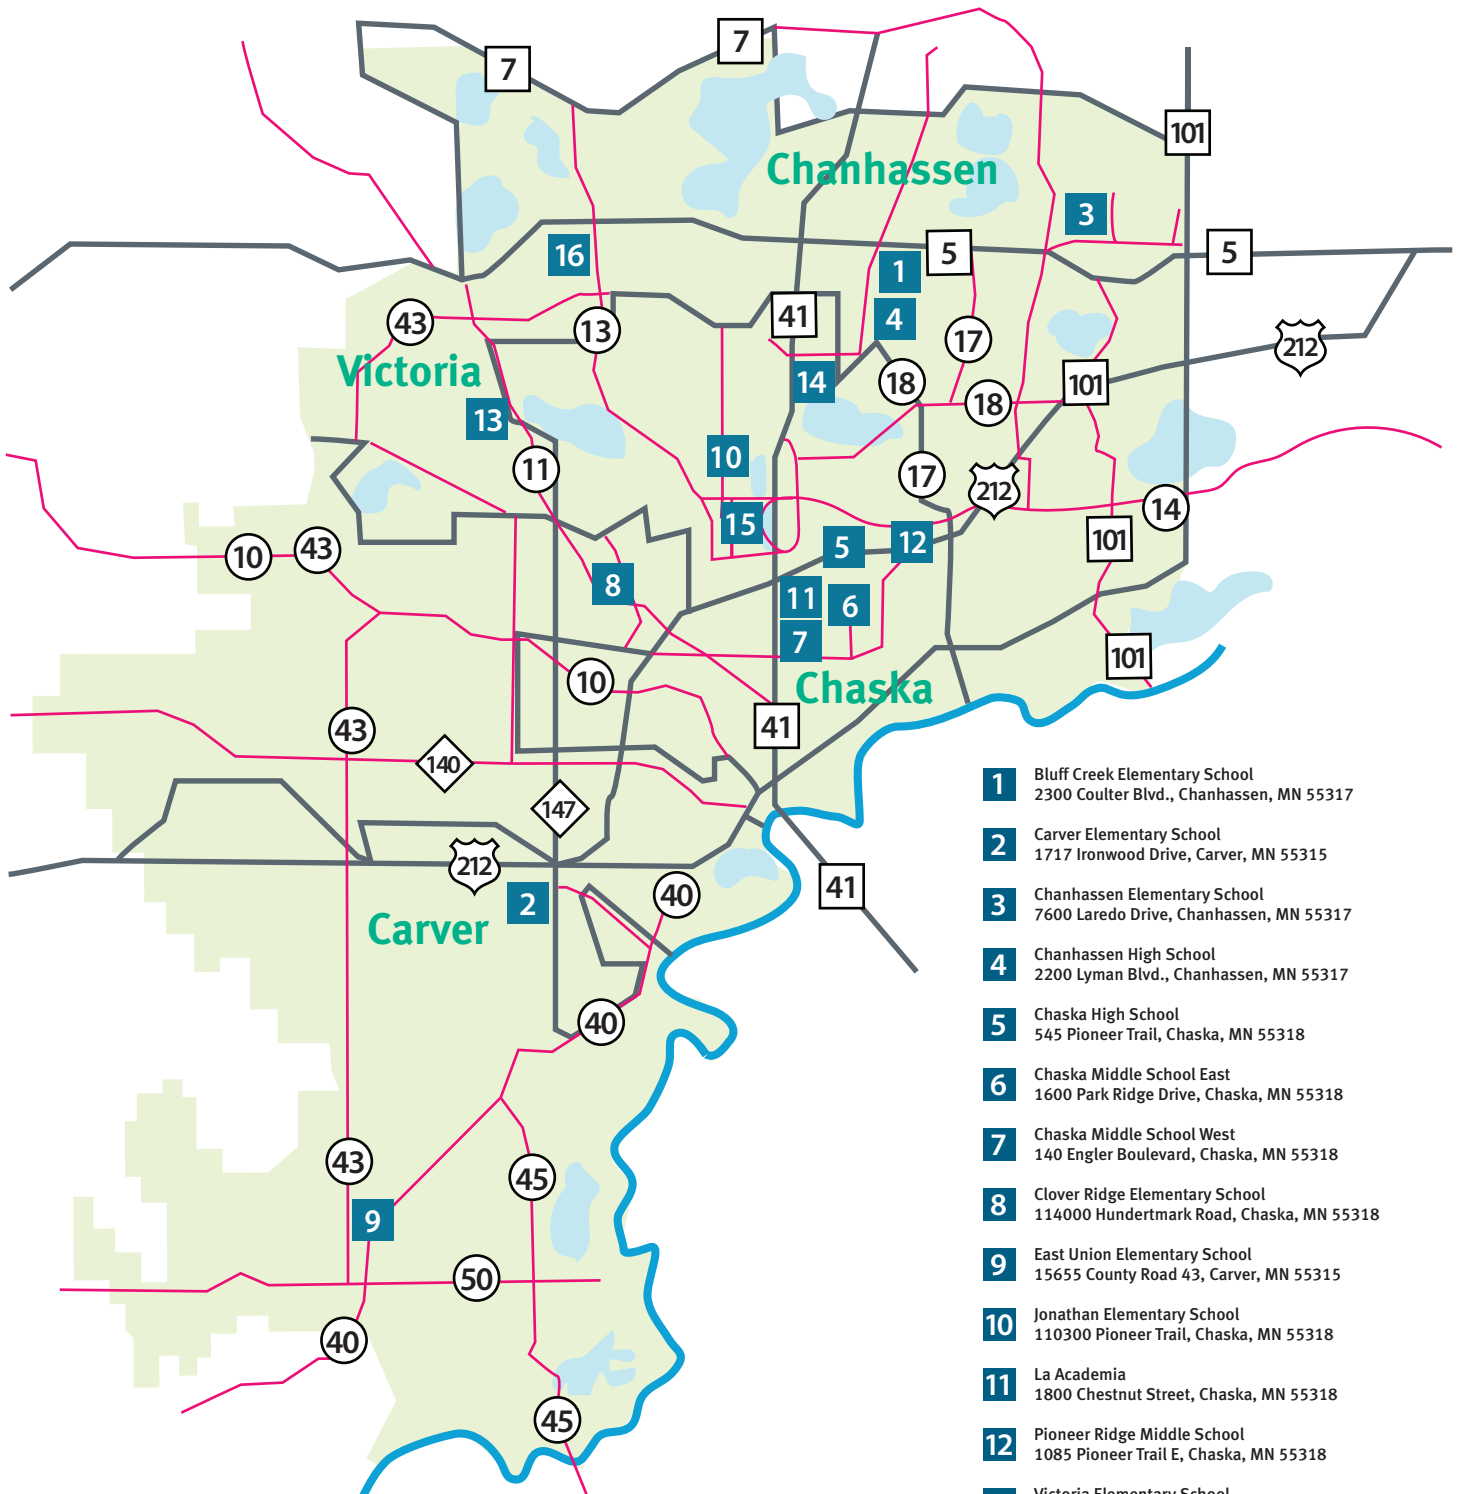 7
7
101
Chanhassen
3
16
5
5
1
43
13
41
4
17
212
Victoria
14
18
101
18
13
10
11
17
212
14
15
10
43
5
12
101
8
11
6
7
101
10
Chaska
43
41
140
147
212
2
40
41
Carver
40
43
45
9
50
40
45
1
Bluff Creek Elementary School
2300 Coulter Blvd., Chanhassen, MN 55317
2
Carver Elementary School
1717 Ironwood Drive, Carver, MN 55315
3
Chanhassen Elementary School
7600 Laredo Drive, Chanhassen, MN 55317
4
Chanhassen High School
2200 Lyman Blvd., Chanhassen, MN 55317
5
Chaska High School
545 Pioneer Trail, Chaska, MN 55318
6
Chaska Middle School East
1600 Park Ridge Drive, Chaska, MN 55318
7
Chaska Middle School West
140 Engler Boulevard, Chaska, MN 55318
8
Clover Ridge Elementary School
114000 Hundertmark Road, Chaska, MN 55318
9
East Union Elementary School
15655 County Road 43, Carver, MN 55315
10
Jonathan Elementary School
110300 Pioneer Trail, Chaska, MN 55318
11
La Academia
1800 Chestnut Street, Chaska, MN 55318
12
Pioneer Ridge Middle School
1085 Pioneer Trail E, Chaska, MN 55318
Victoria Elementary School